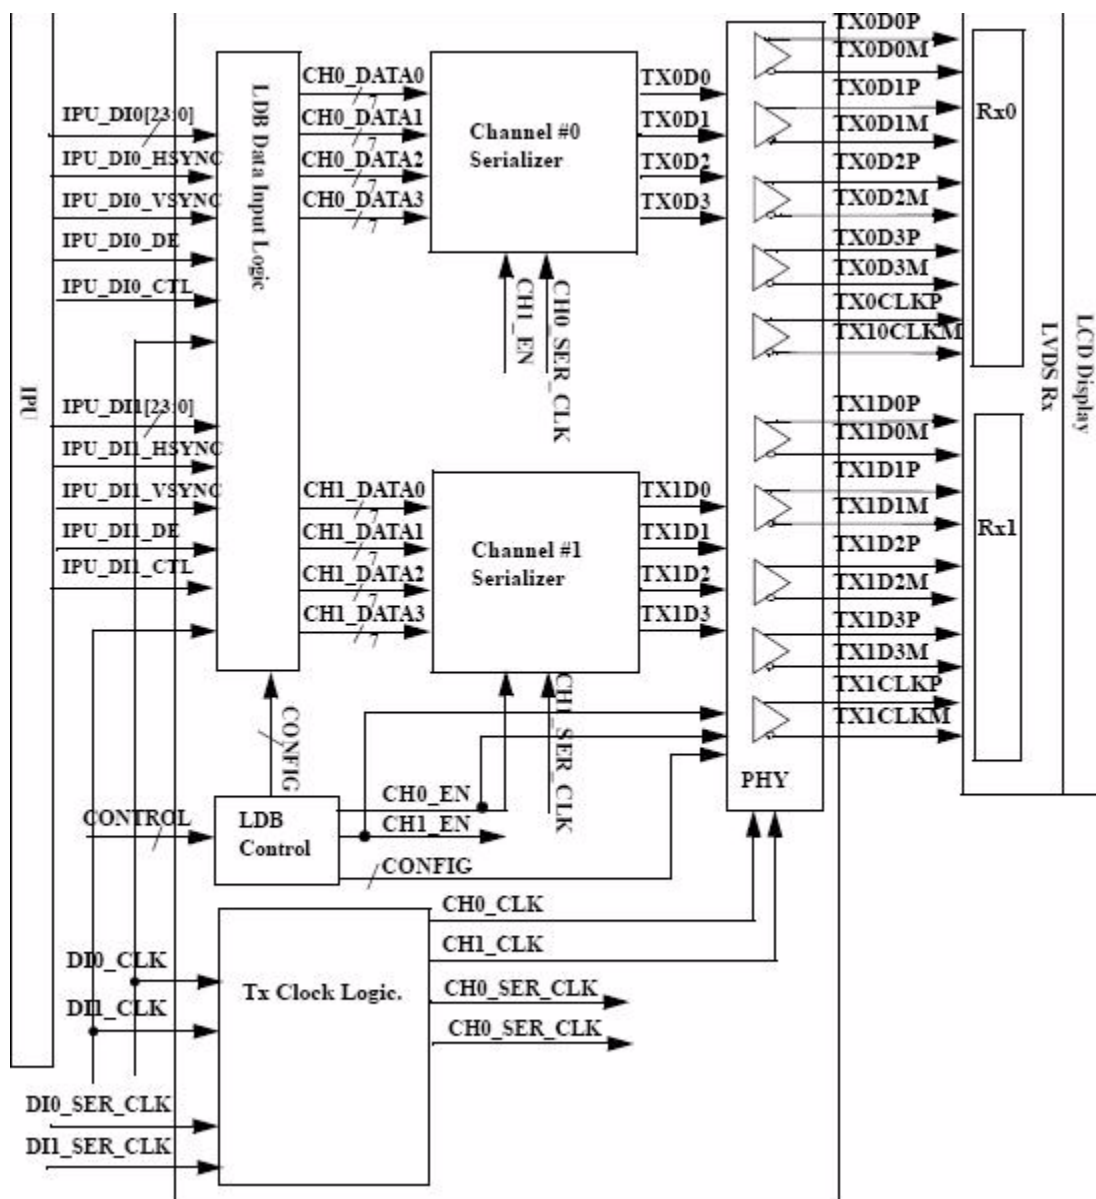 IPU
IPU_DI0[23:0]
IPU_DI0_HSYNC
IPU_DI0_VSYNC
IPU_DI0_DE
IPU_DI0_CTL
IPU_DI1[23:0]
IPU_DI1_HSYNC
IPU_DI1_VSYNC
IPU_DI1_DE
IPU_DI1_CTL
LDB Data Input Logic
CH0_DATA0
7
CH0_DATA1
7
CH0_DATA2
7
CH0_DATA3
7
Channel #0
Serializer
CH1_EN
CH0_SER_CLK
TX0D0
TX0D1
TX0D2
TX0D3
CH1_DATA0
7
CH1_DATA1
7
CH1_DATA2
7
CH1_DATA3
7
Channel #1
Serializer
CH1_SER_CLK
TX1D0
TX1D1
TX1D2
TX1D3
PHY
TX0D0P
TX0D0M
TX0D1P
TX0D1M
TX0D2P
TX0D2M
TX0D3P
TX0D3M
TX0CLKP
TX10CLKM
TX1D0P
TX1D0M
TX1D1P
TX1D1M
TX1D2P
TX1D2M
TX1D3P
TX1D3M
TX1CLKP
TX1CLKM
Rx0
Rx1
LVDS Rx
LCD Display
CONFIG
CONTROL
LDB
Control
CH0_EN
CH1_EN
CONFIG
DI0_CLK
DI1_CLK
DI0_SER_CLK
DI1_SER_CLK
Tx Clock Logic.
CH0_CLK
CH1_CLK
CH0_SER_CLK
CH0_SER_CLK